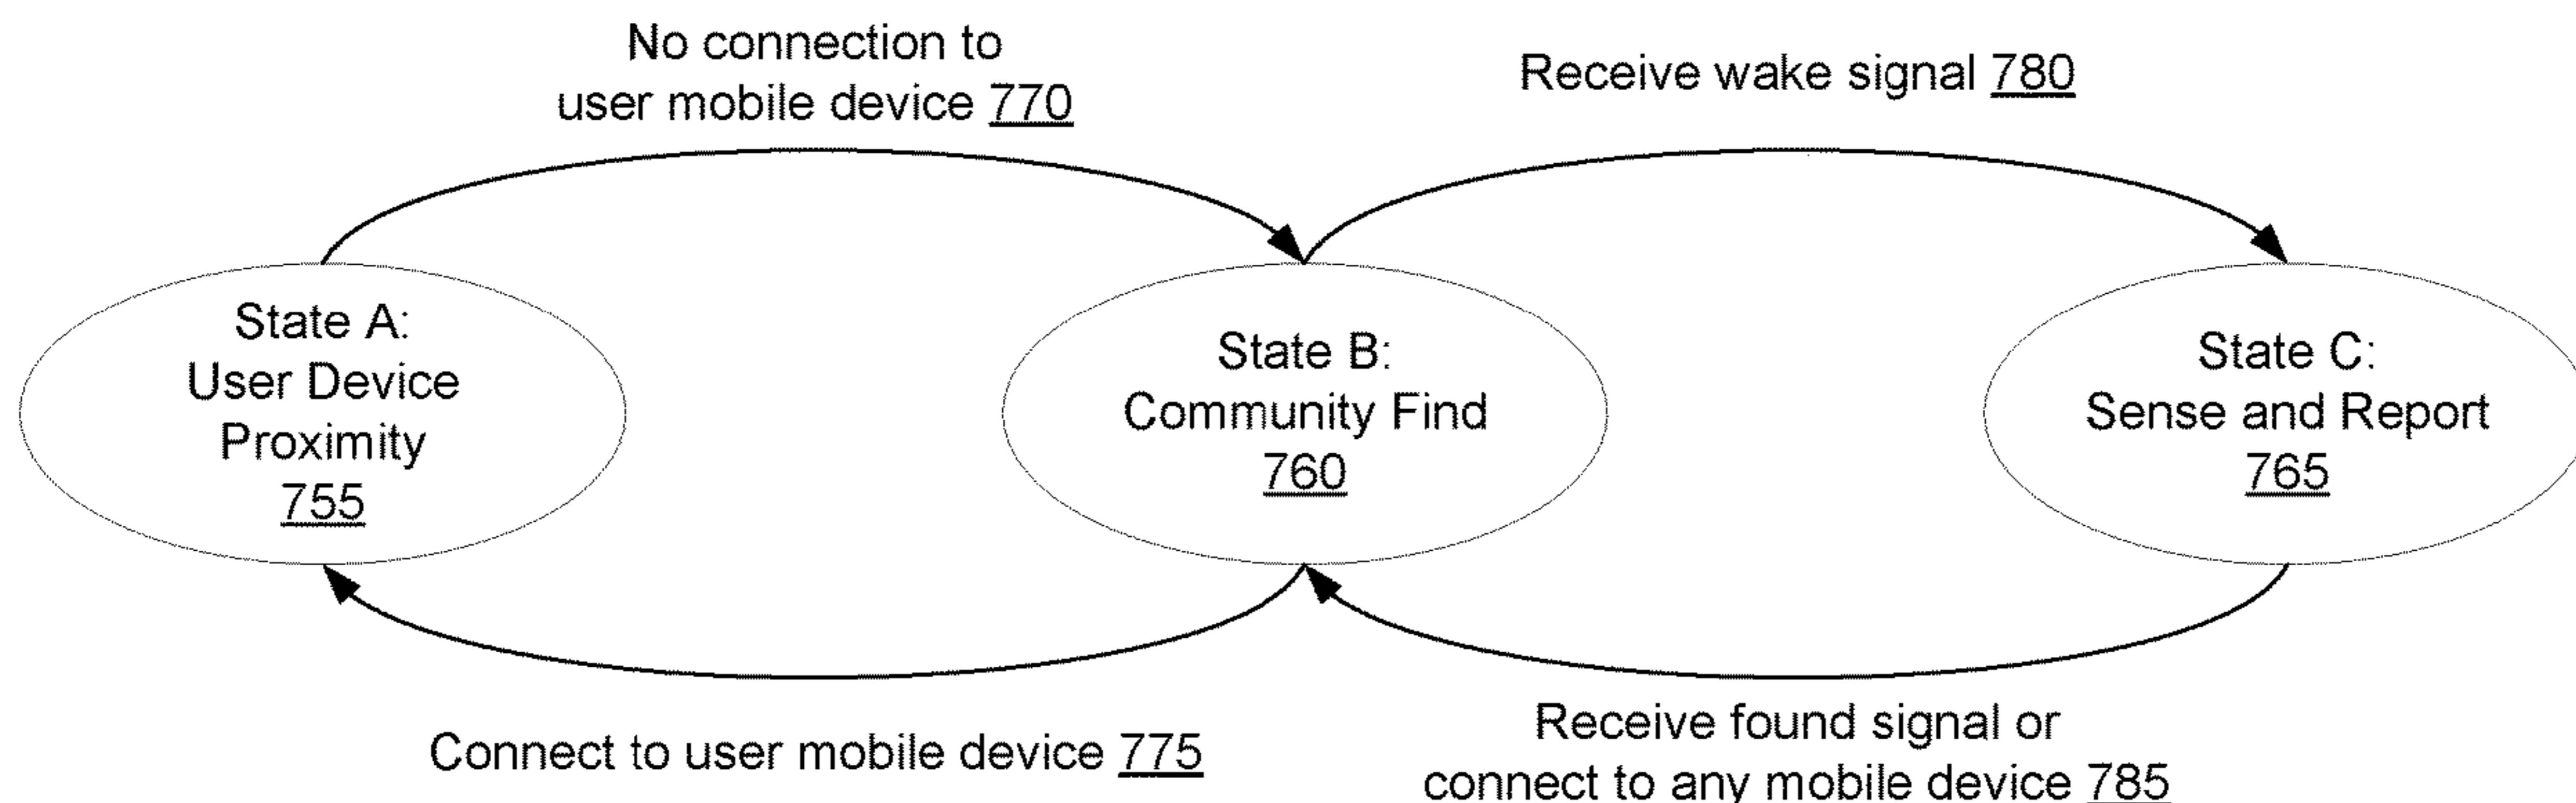 No connection to
user mobile device 770
Receive wake signal 780
State A:
User Device
Proximity
755
State B:
Community Find
760
State C:
Sense and Report
765
Connect to user mobile device 775
Receive found signal or
connect to any mobile device 785